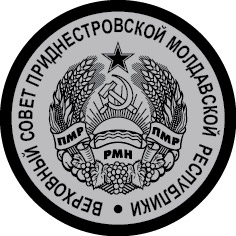 ВЕРХОВНЫЙ СОВЕТ ПРИДНЕСТРОВСКОЙ МОЛДАВСКОЙ РЕСПУБЛИКИ •
ПМР
ПМР
РМН